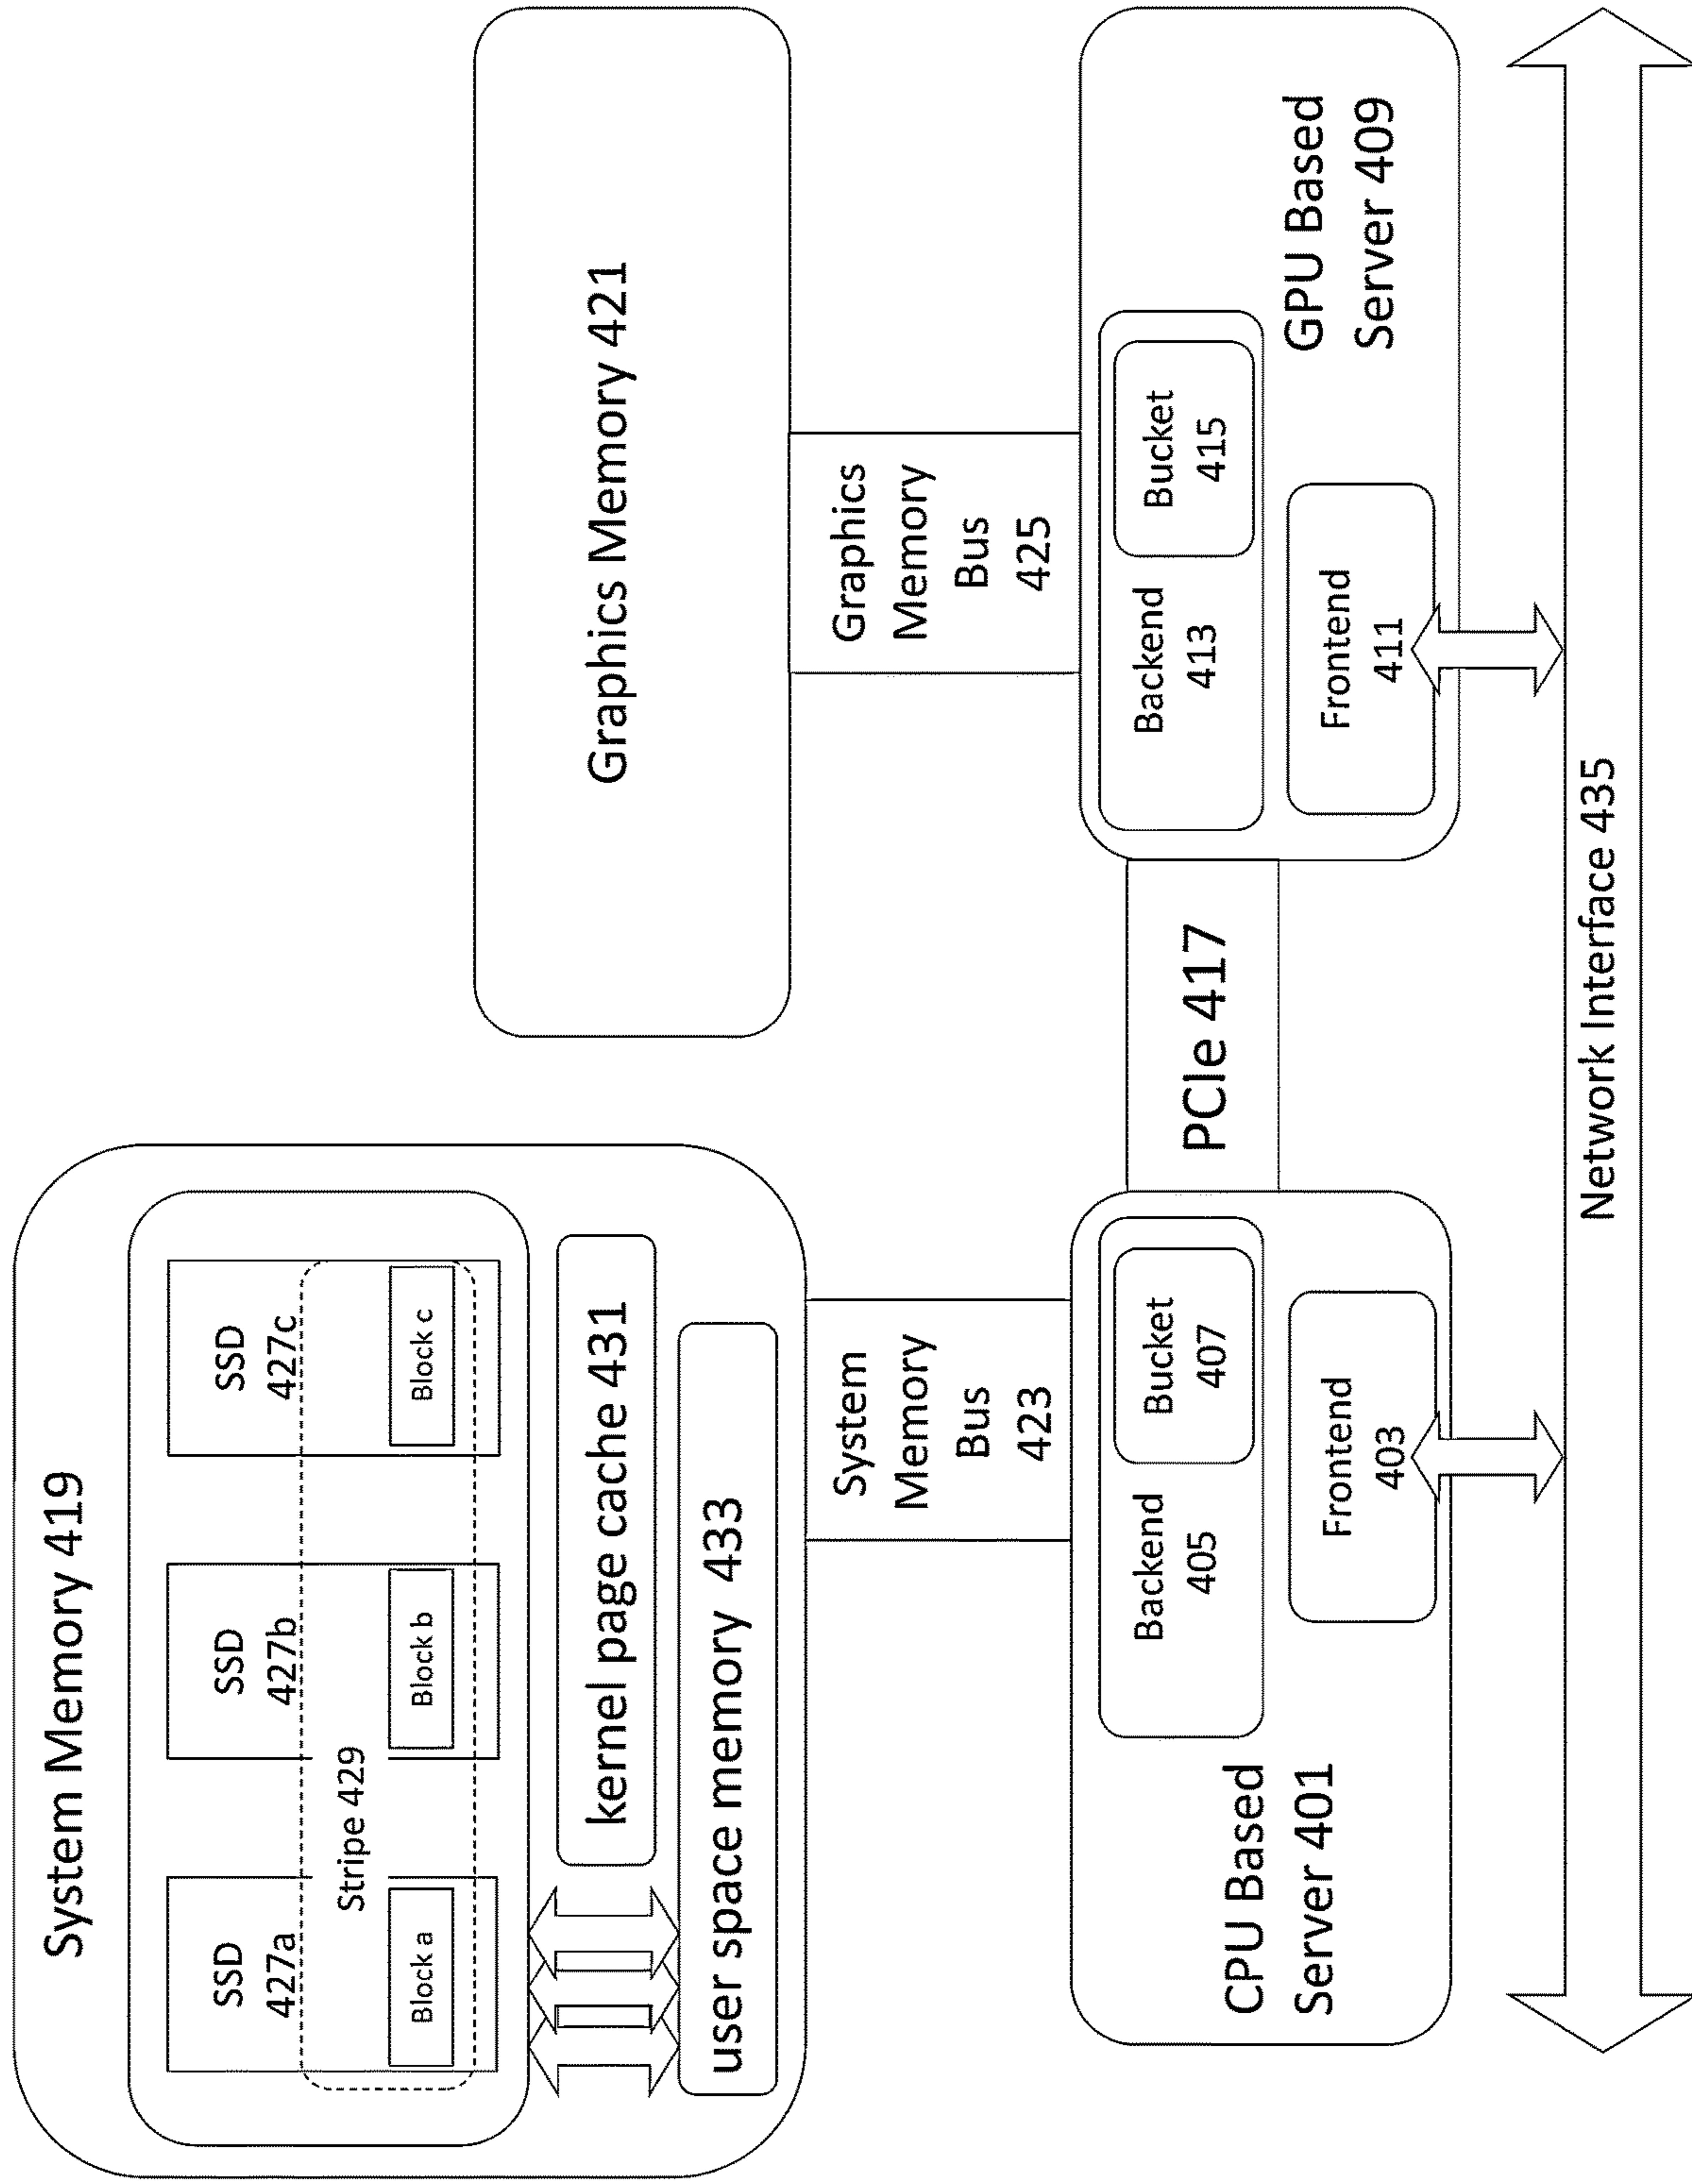 System Memory 419
SSD
427a
SSD
427b
SSD
427c
Stripe 429
Block a
Block b
Block c
kernel page cache 431
user space memory 433
Graphics Memory 421
System
Memory
Bus
423
Graphics
Memory
Bus
425
CPU Based
Server 401
Backend
405
Bucket
407
Frontend
403
PCIe 417
Backend
413
Bucket
415
Frontend
411
GPU Based
Server 409
Network Interface 435